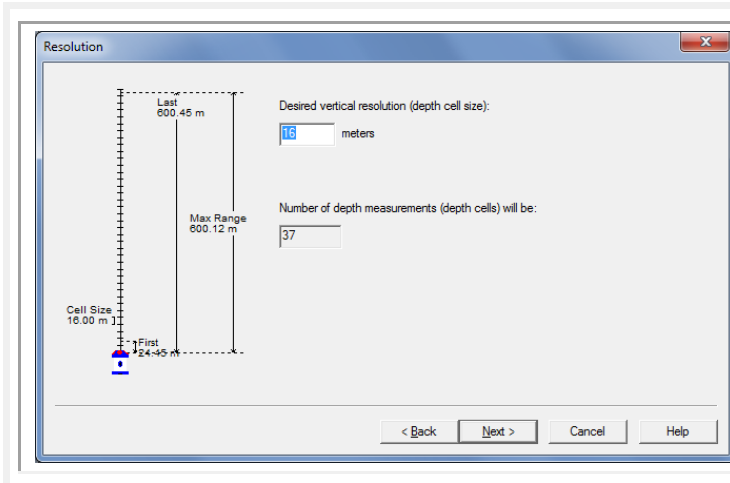 Resolution
Last
600.45 m
Max Range
600.12 m
Cell Size
16.00 m
First
24.45 m
Desired vertical resolution (depth cell size):
16 meters
Number of depth measurements (depth cells) will be:
37
< Back Next > Cancel Help